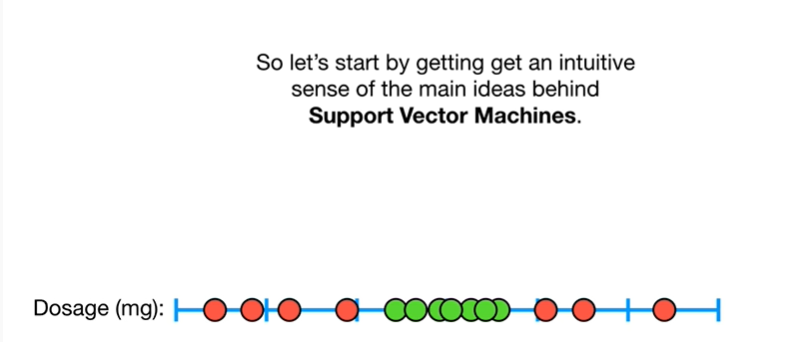 So let's start by getting get an intuitive
sense of the main ideas behind
Support Vector Machines.
Dosage (mg):